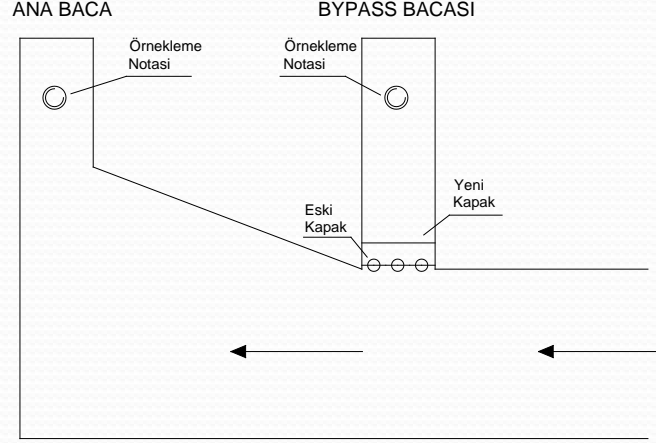 ANA BACA
BYPASS BACASI
Örnekleme
Notasi
Örnekleme
Notasi
Yeni
Kapak
Eski
Kapak